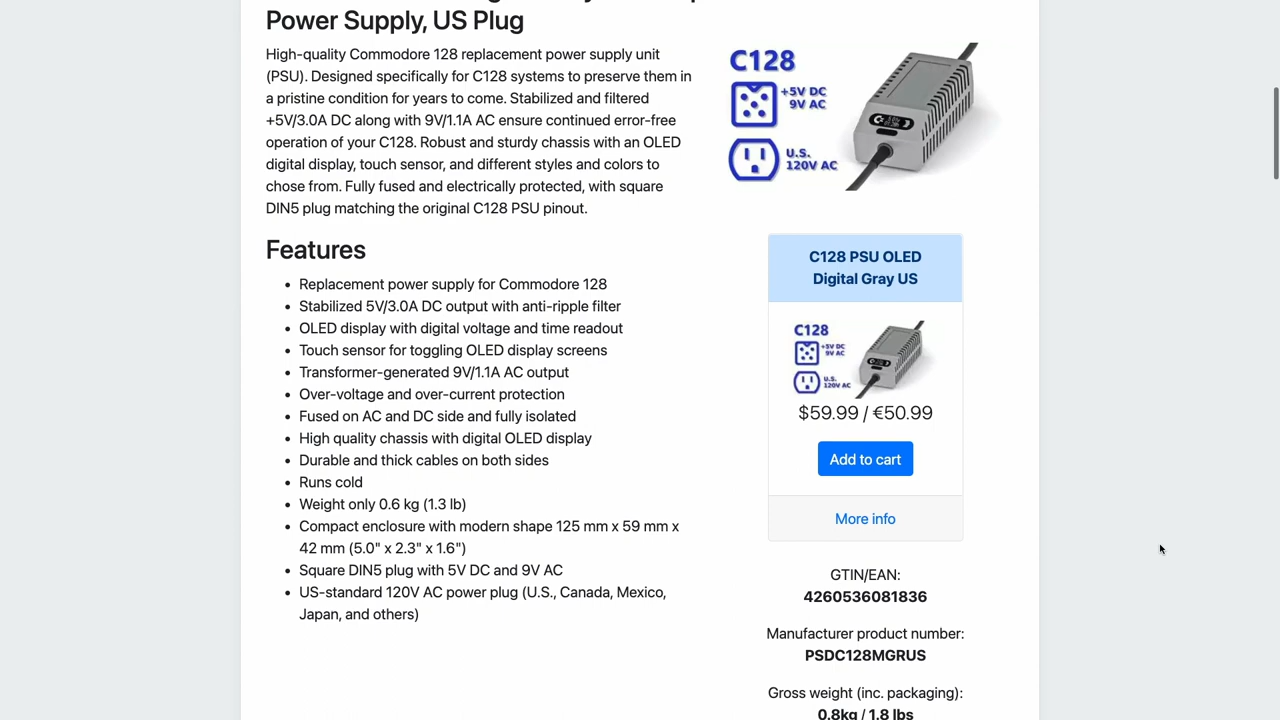 Power Supply, US Plug
High-quality Commodore 128 replacement power supply unit
(PSU). Designed specifically for C128 systems to preserve them in
a pristine condition for years to come. Stabilized and filtered
+5V/3.0A DC along with 9V/1.1A AC ensure continued error-free
operation of your C128. Robust and sturdy chassis with an OLED
digital display, touch sensor, and different styles and colors to
chose from. Fully fused and electrically protected, with square
DIN5 plug matching the original C128 PSU pinout.
C128
+5V DC
9V AC
U.S.
120V AC
Features
Replacement power supply for Commodore 128
Stabilized 5V/3.0A DC output with anti-ripple filter
OLED display with digital voltage and time readout
Touch sensor for toggling OLED display screens
Transformer-generated 9V/1.1A AC output
Over-voltage and over-current protection
Fused on AC and DC side and fully isolated
High quality chassis with digital OLED display
Durable and thick cables on both sides
Runs cold
Weight only 0.6 kg (1.3 lb)
Compact enclosure with modern shape 125 mm x 59 mm x
42 mm (5.0" x 2.3" x 1.6")
Square DIN5 plug with 5V DC and 9V AC
US-standard 120V AC power plug (U.S., Canada, Mexico,
Japan, and others)
C128 PSU OLED
Digital Gray US
C128
+5V DC
9V AC
U.S.
120V AC
$59.99 / €50.99
Add to cart
More info
GTIN/EAN:
4260536081836
Manufacturer product number:
PSDC128MGRUS
Gross weight (inc. packaging):
0.8kg / 1.8 lbs